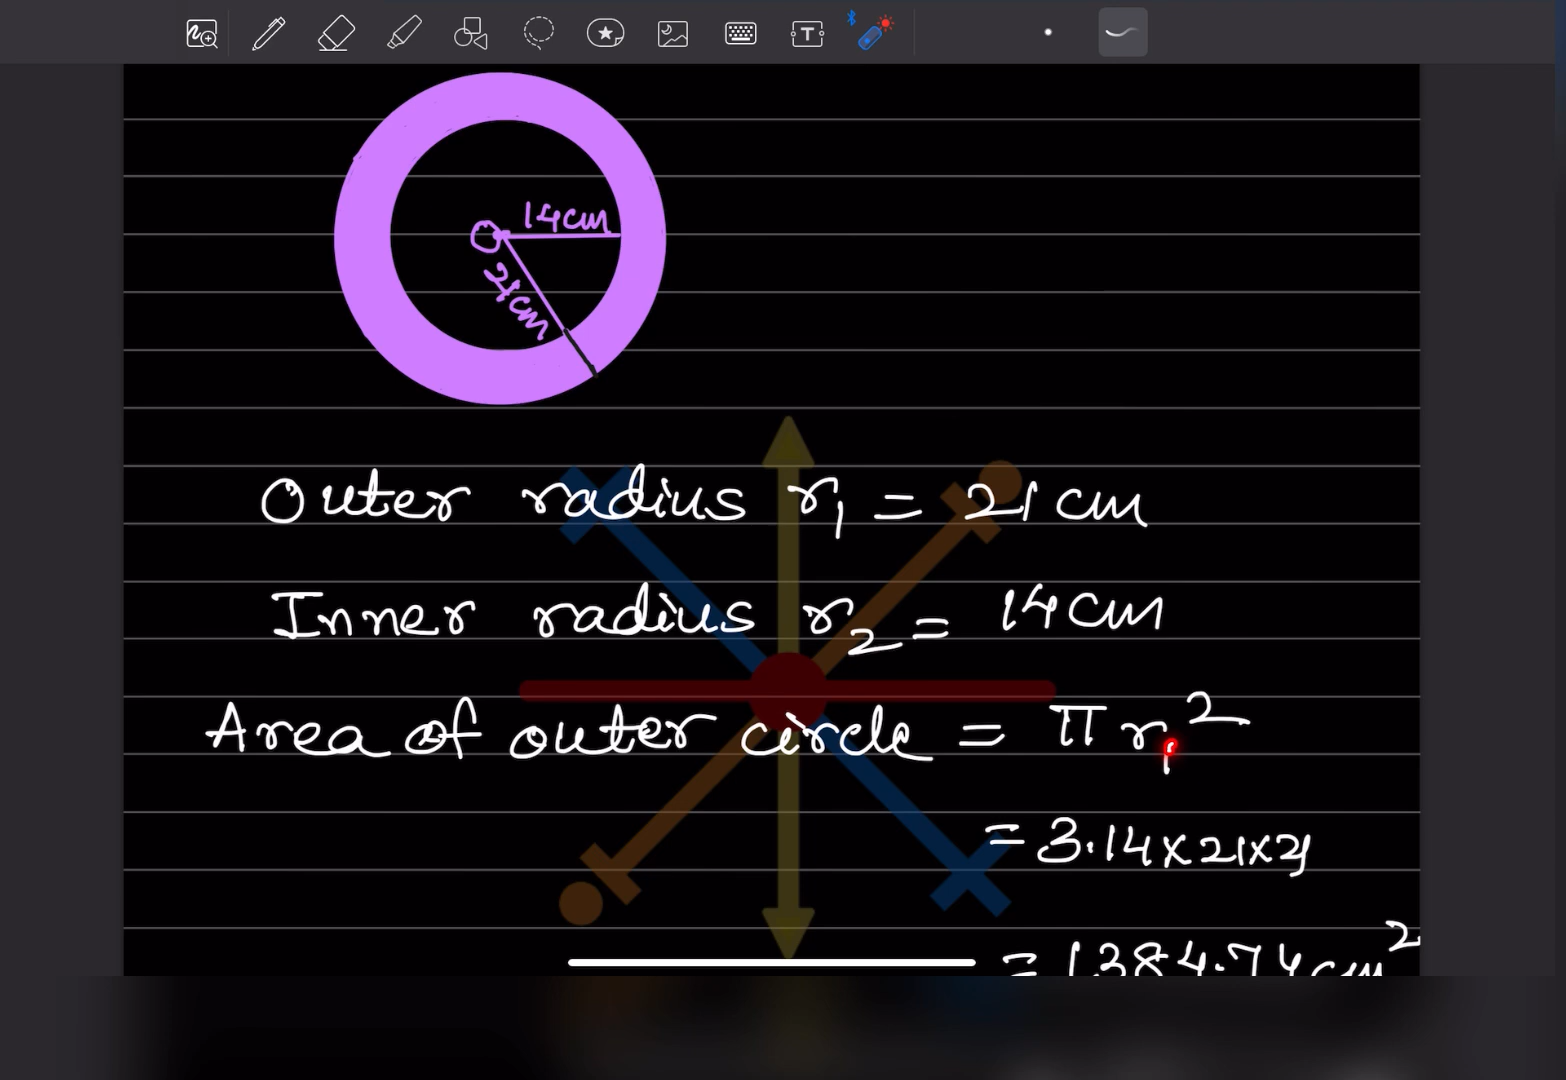 14cm
21cm
Outer radius r₁ = 21 cm
Inner radius r₂ = 14 cm
Area of outer circle = π r₁²
= 3.14×21×21
= 1384.74 cm²